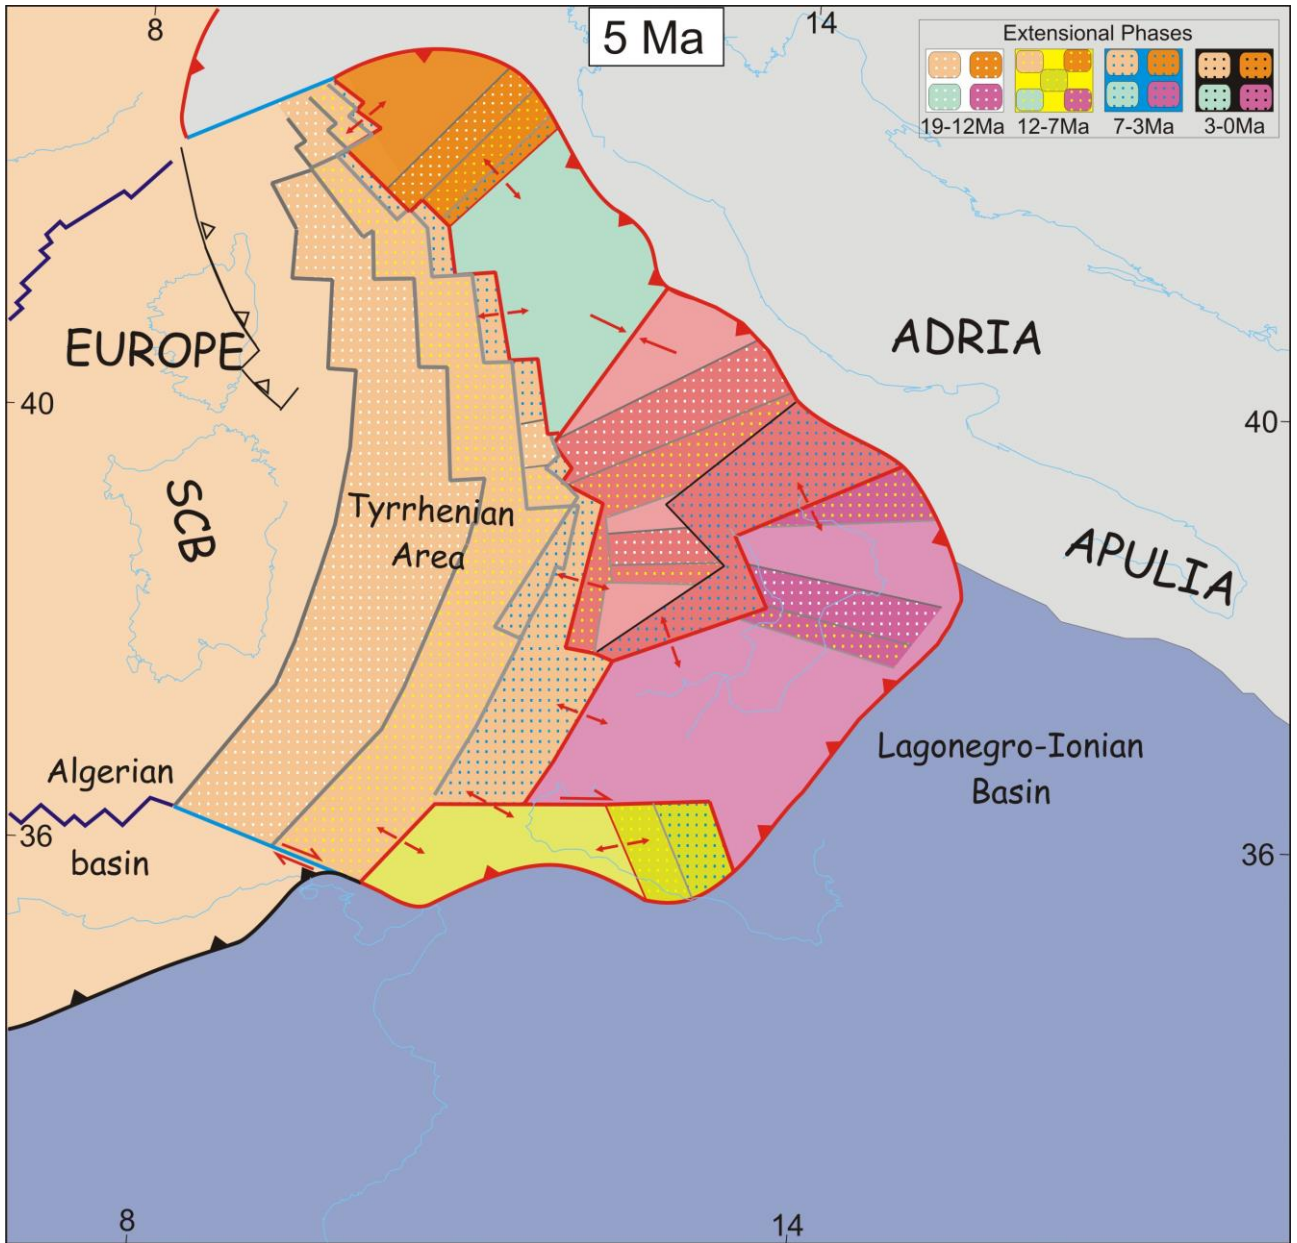 8
5 Ma
14
Extensional Phases
19-12Ma
12-7Ma
7-3Ma
3-0Ma
EUROPE
ADRIA
40
40
SCB
Tyrrhenian
Area
APULIA
Algerian
basin
Lagonegro-Ionian
Basin
36
36
8
14